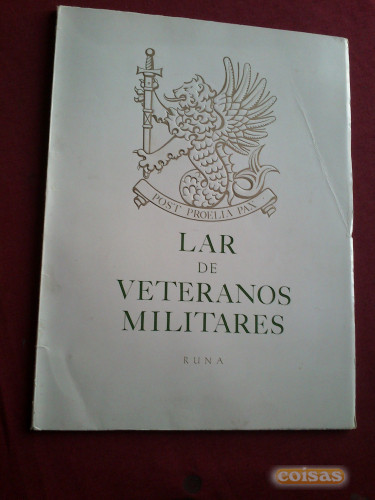 POST PROELIA PAX
LAR
DE
VETERANOS
MILITARES
RUNA
coisas